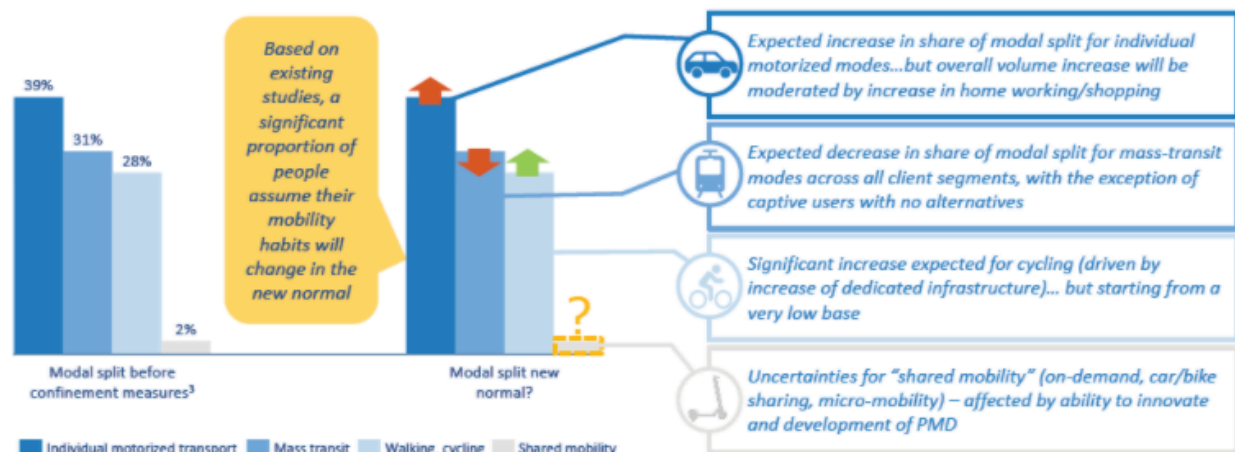 39%
31%
28%
2%
Modal split before
confinement measures³
Based on
existing
studies, a
significant
proportion of
people
assume their
mobility
habits will
change in the
new normal
?
Modal split new
normal?
Expected increase in share of modal split for individual
motorized modes...but overall volume increase will be
moderated by increase in home working/shopping
Expected decrease in share of modal split for mass-transit
modes across all client segments, with the exception of
captive users with no alternatives
Significant increase expected for cycling (driven by
increase of dedicated infrastructure)... but starting from a
very low base
Uncertainties for "shared mobility" (on-demand, car/bike
sharing, micro-mobility) – affected by ability to innovate
and development of PMD
Individual motorized transport Mass transit Walking, cycling Shared mobility